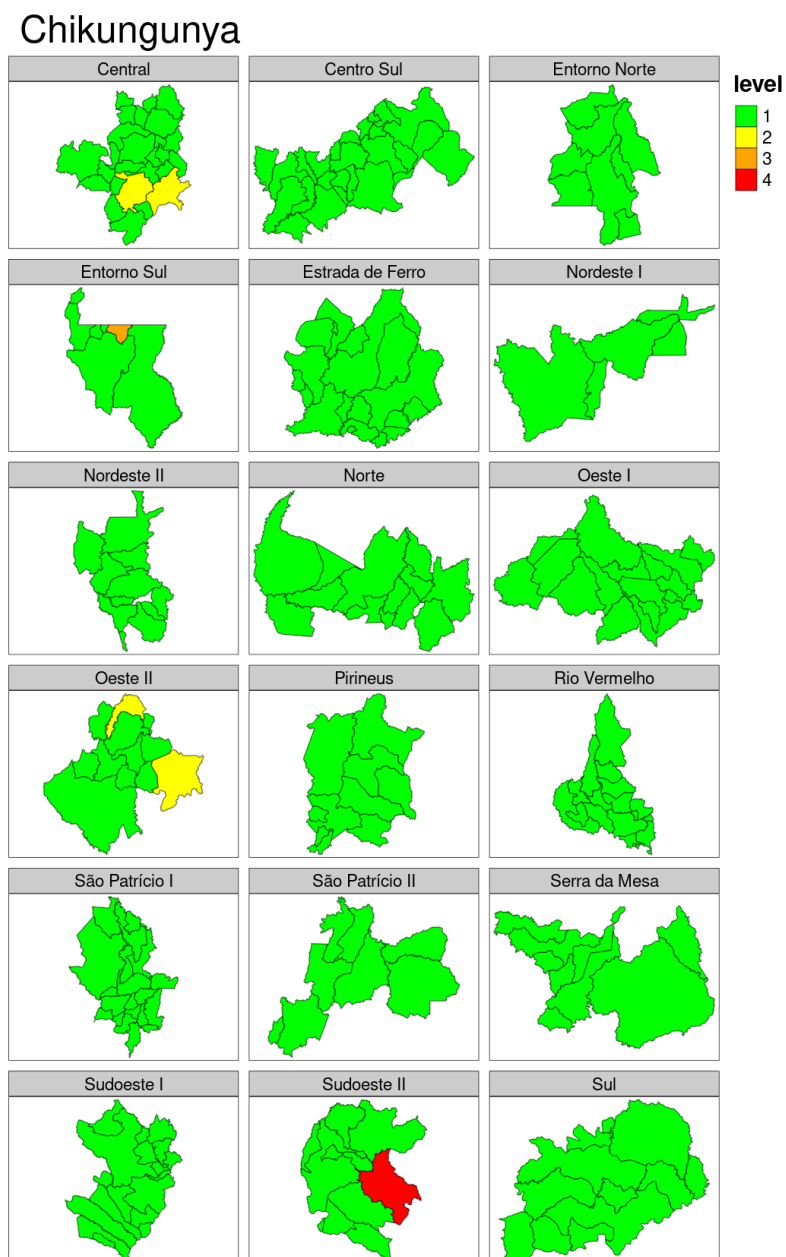 Chikungunya
Central
Centro Sul
Entorno Norte
level
1
2
3
4
Entorno Sul
Estrada de Ferro
Nordeste I
Nordeste II
Norte
Oeste I
Oeste II
Pirineus
Rio Vermelho
São Patrício I
São Patrício II
Serra da Mesa
Sudoeste I
Sudoeste II
Sul